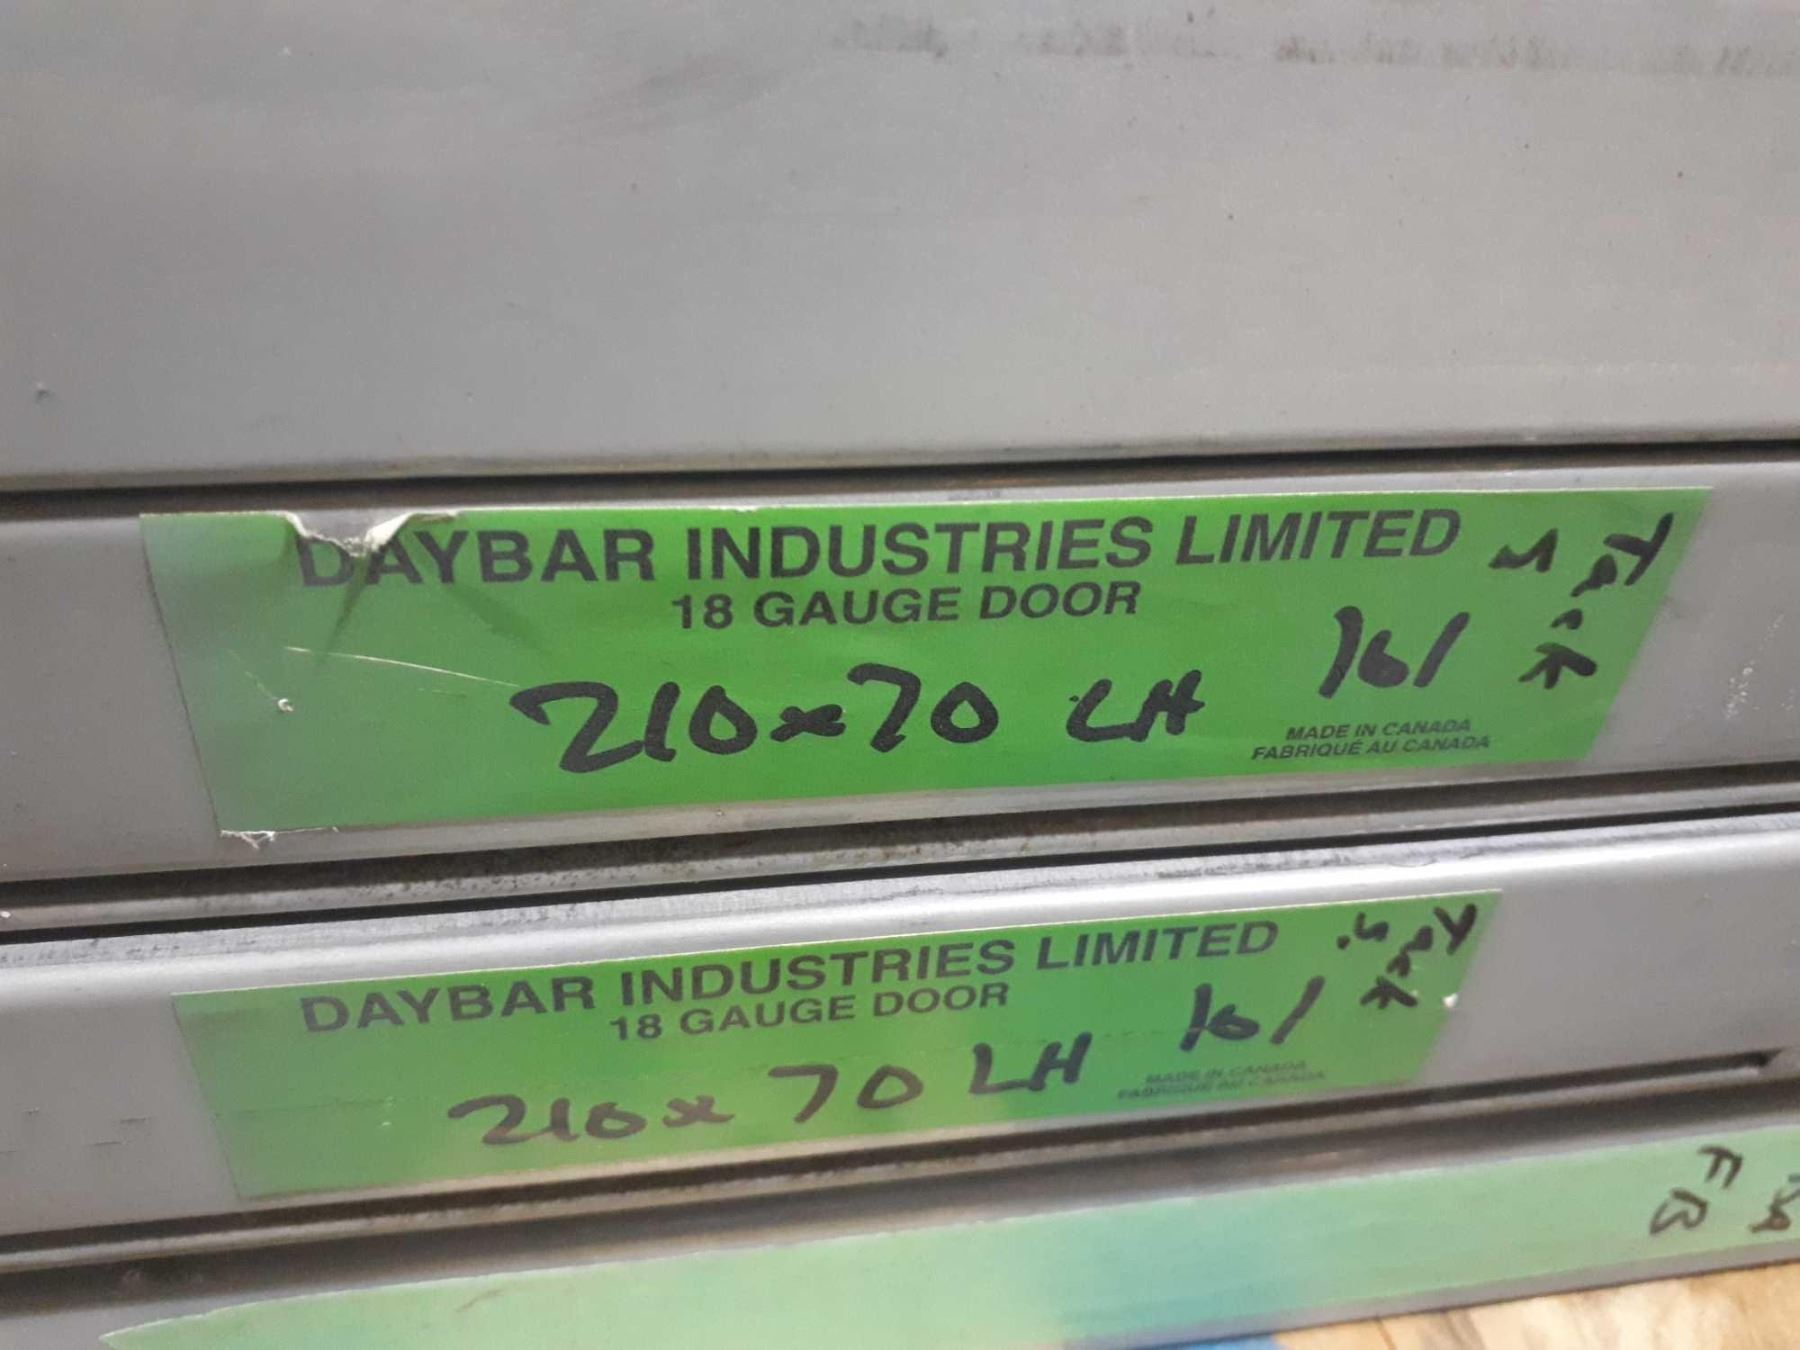 DAYBAR INDUSTRIES LIMITED
18 GAUGE DOOR
210x70 LH 161
MADE IN CANADA
FABRIQUÉ AU CANADA
DAYBAR INDUSTRIES LIMITED
18 GAUGE DOOR
210x70 LH 161
MADE IN CANADA
FABRIQUÉ AU CANADA
FB